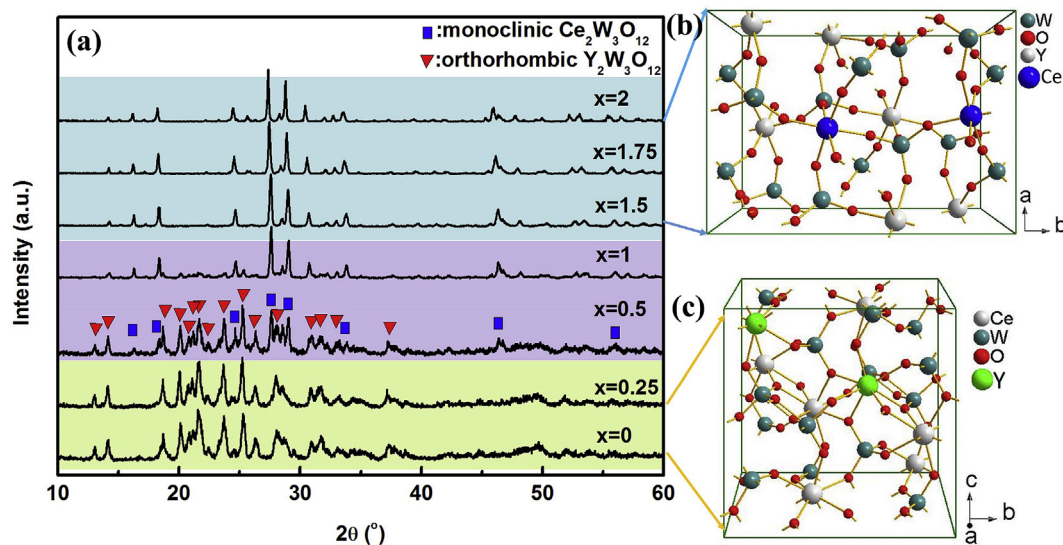 (a)
:monoclinic Ce₂W₃O₁₂
:orthorhombic Y₂W₃O₁₂
x=2
x=1.75
x=1.5
x=1
x=0.5
x=0.25
x=0
Intensity (a.u.)
10 20 30 40 50 60
2θ (°)
(b)
W
O
Y
Ce
a
b
(c)
Ce
W
O
Y
c
b
a